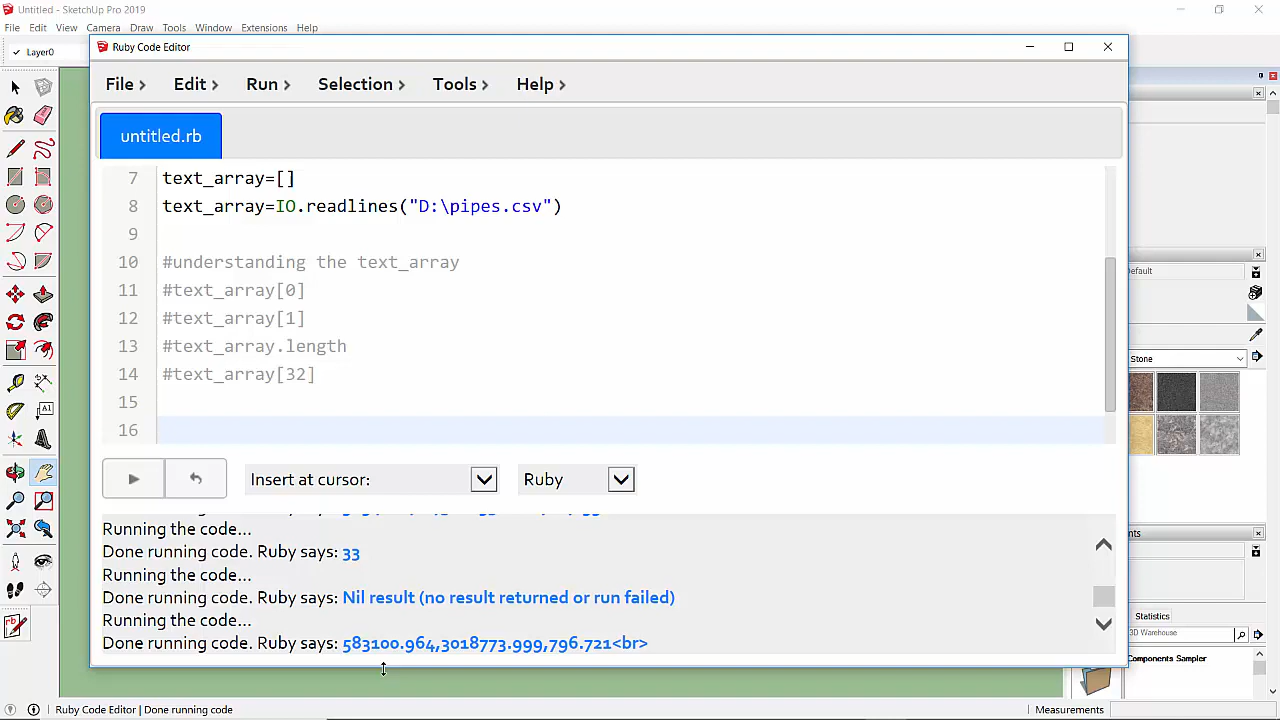 Untitled - SketchUp Pro 2019
File Edit View Camera Draw Tools Window Extensions Help
Layer0
Ruby Code Editor
File Edit Run Selection Tools Help
untitled.rb
7 text_array=[]
8 text_array=IO.readlines("D:\pipes.csv")
9
10 #understanding the text_array
11 #text_array[0]
12 #text_array[1]
13 #text_array.length
14 #text_array[32]
15
16
Insert at cursor: Ruby
Running the code...
Done running code. Ruby says: 33
Running the code...
Done running code. Ruby says: Nil result (no result returned or run failed)
Running the code...
Done running code. Ruby says: 583100.964,3018773.999,796.721<br>
Default
Stone
nts
Statistics
3D Warehouse
Components Sampler
Ruby Code Editor | Done running code
Measurements